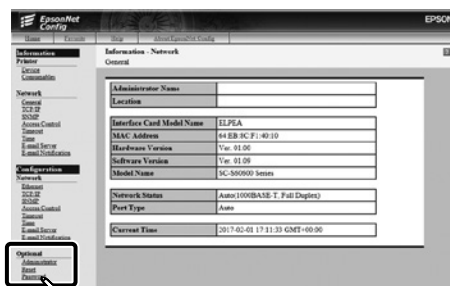 EpsonNet
Config
EPSON
Home Favorite Help About EpsonNet Config
Information
Printer
Device
Consumables
Network
General
TCP/IP
SNMP
Access Control
Timeout
Time
E-mail Server
E-mail Notification
Configuration
Network
Ethernet
TCP/IP
SNMP
Access Control
Timeout
Time
E-mail Server
E-mail Notification
Optional
Administrator
Reset
Password
Information - Network
General
Administrator Name
Location
Interface Card Model Name ELPEA
MAC Address 64:EB:8C:F1:40:10
Hardware Version Ver. 01.00
Software Version Ver. 01.09
Model Name SC-S60600 Series
Network Status Auto(1000BASE-T, Full Duplex)
Port Type Auto
Current Time 2017-02-01 17:11:33 GMT+00:00